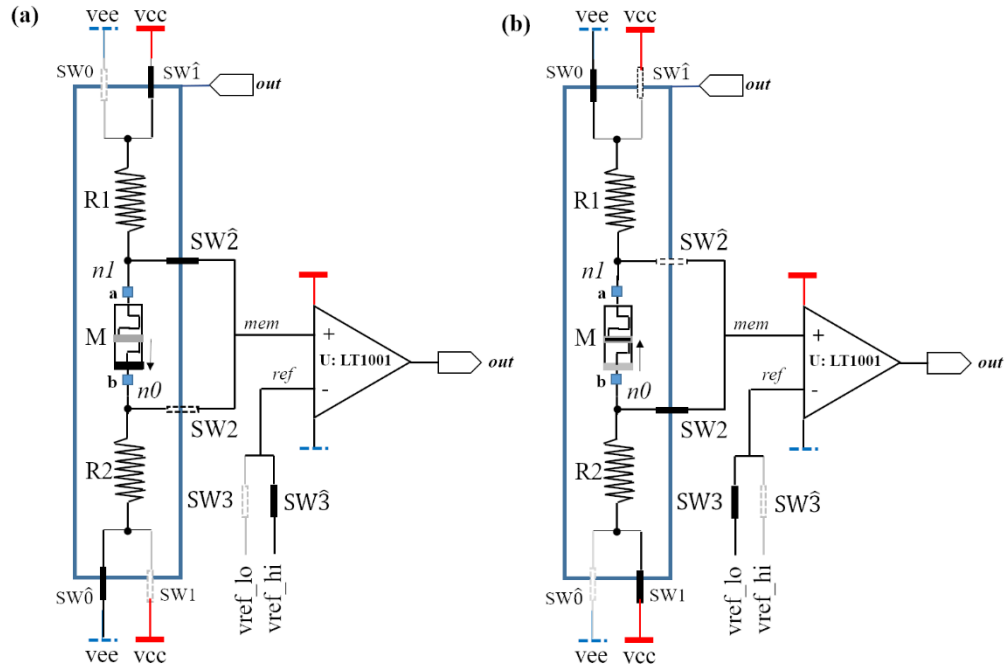 (a)
vee
vcc
SW0
SW1̂
out
R1
SW2̂
n1
a
M
mem
+
U: LT1001
out
ref
-
b
n0
SW2
R2
SW3
SW3̂
SW0̂
SW1
vref_lo
vref_hi
vee
vcc
(b)
vee
vcc
SW0
SW1̂
out
R1
SW2̂
n1
a
M
mem
+
U: LT1001
out
ref
-
b
n0
SW2
R2
SW3
SW3̂
SW0̂
SW1
vref_lo
vref_hi
vee
vcc